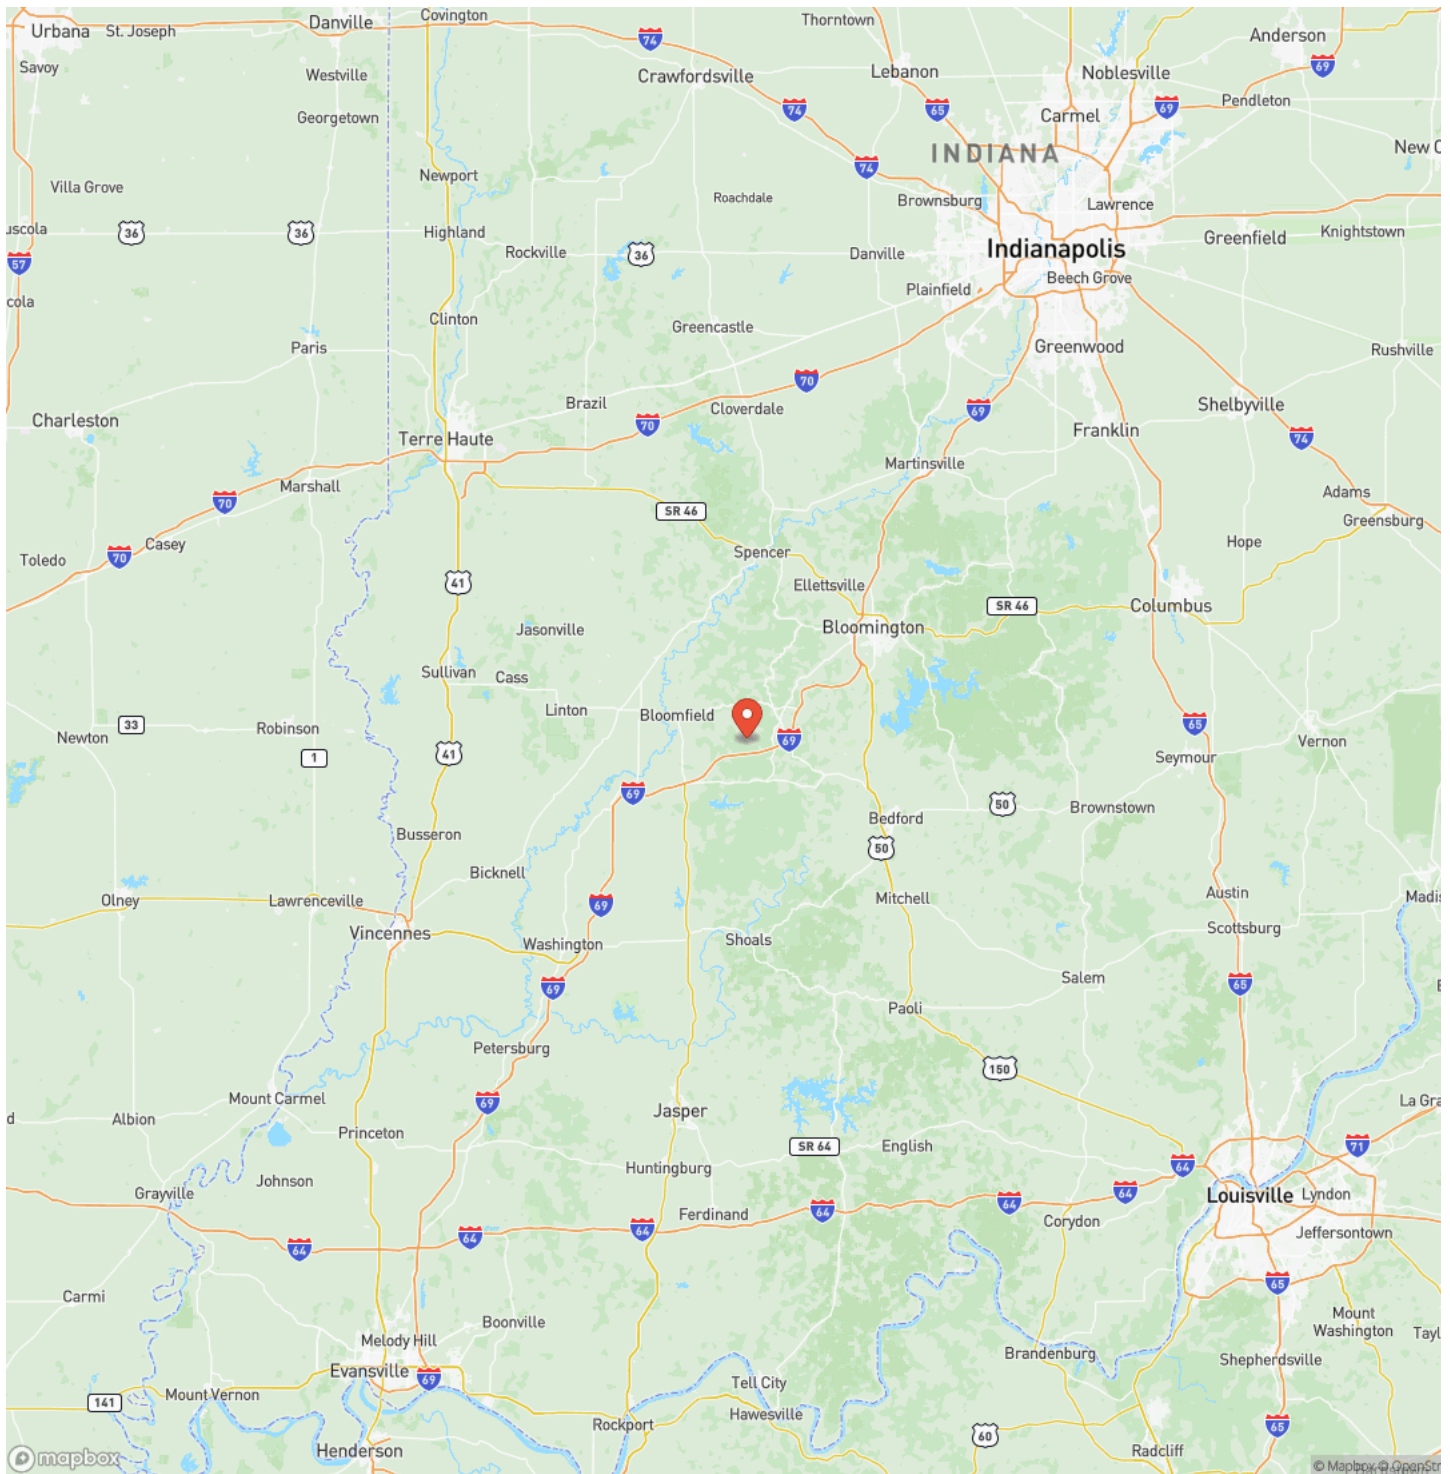 Covington
Thorntown
Danville
Urbana
St. Joseph
Anderson
74
Savoy
Westville
Crawfordsville
Lebanon
Noblesville
69
Georgetown
74
65
Carmel
69
Pendleton
INDIANA
New C
74
Newport
Villa Grove
Roachdale
Brownsburg
Lawrence
uscola
36
36
Highland
Rockville
36
Danville
Indianapolis
Greenfield
Knightstown
57
Beech Grove
cola
Plainfield
Clinton
Greencastle
Paris
Greenwood
Rushville
70
Charleston
Brazil
Cloverdale
69
Shelbyville
70
Terre Haute
Franklin
74
Martinsville
Marshall
70
SR 46
Adams
Greensburg
Casey
70
Toledo
Spencer
Hope
41
Ellettsville
SR 46
Columbus
Jasonville
Bloomington
Sullivan
Cass
Linton
Bloomfield
33
Robinson
65
Newton
1
41
69
Vernon
Seymour
69
50
Brownstown
Busseron
Bedford
50
Bicknell
Olney
Lawrenceville
69
Mitchell
Austin
Madis
Vincennes
Washington
Shoals
Scottsburg
69
Salem
65
E
Paoli
Petersburg
150
Mount Carmel
69
Jasper
La Gra
d
Albion
Princeton
SR 64
English
71
Huntingburg
64
Johnson
Grayville
64
Louisville
Lyndon
Ferdinand
64
64
Corydon
64
64
64
Jeffersontown
65
Carmi
Boonville
Mount
Washington
Tayl
Melody Hill
Brandenburg
Shepherdsville
Evansville
69
Mount Vernon
Tell City
141
Hawesville
Rockport
65
60
Henderson
Radcliff
mapbox
© Mapbox © OpenStr